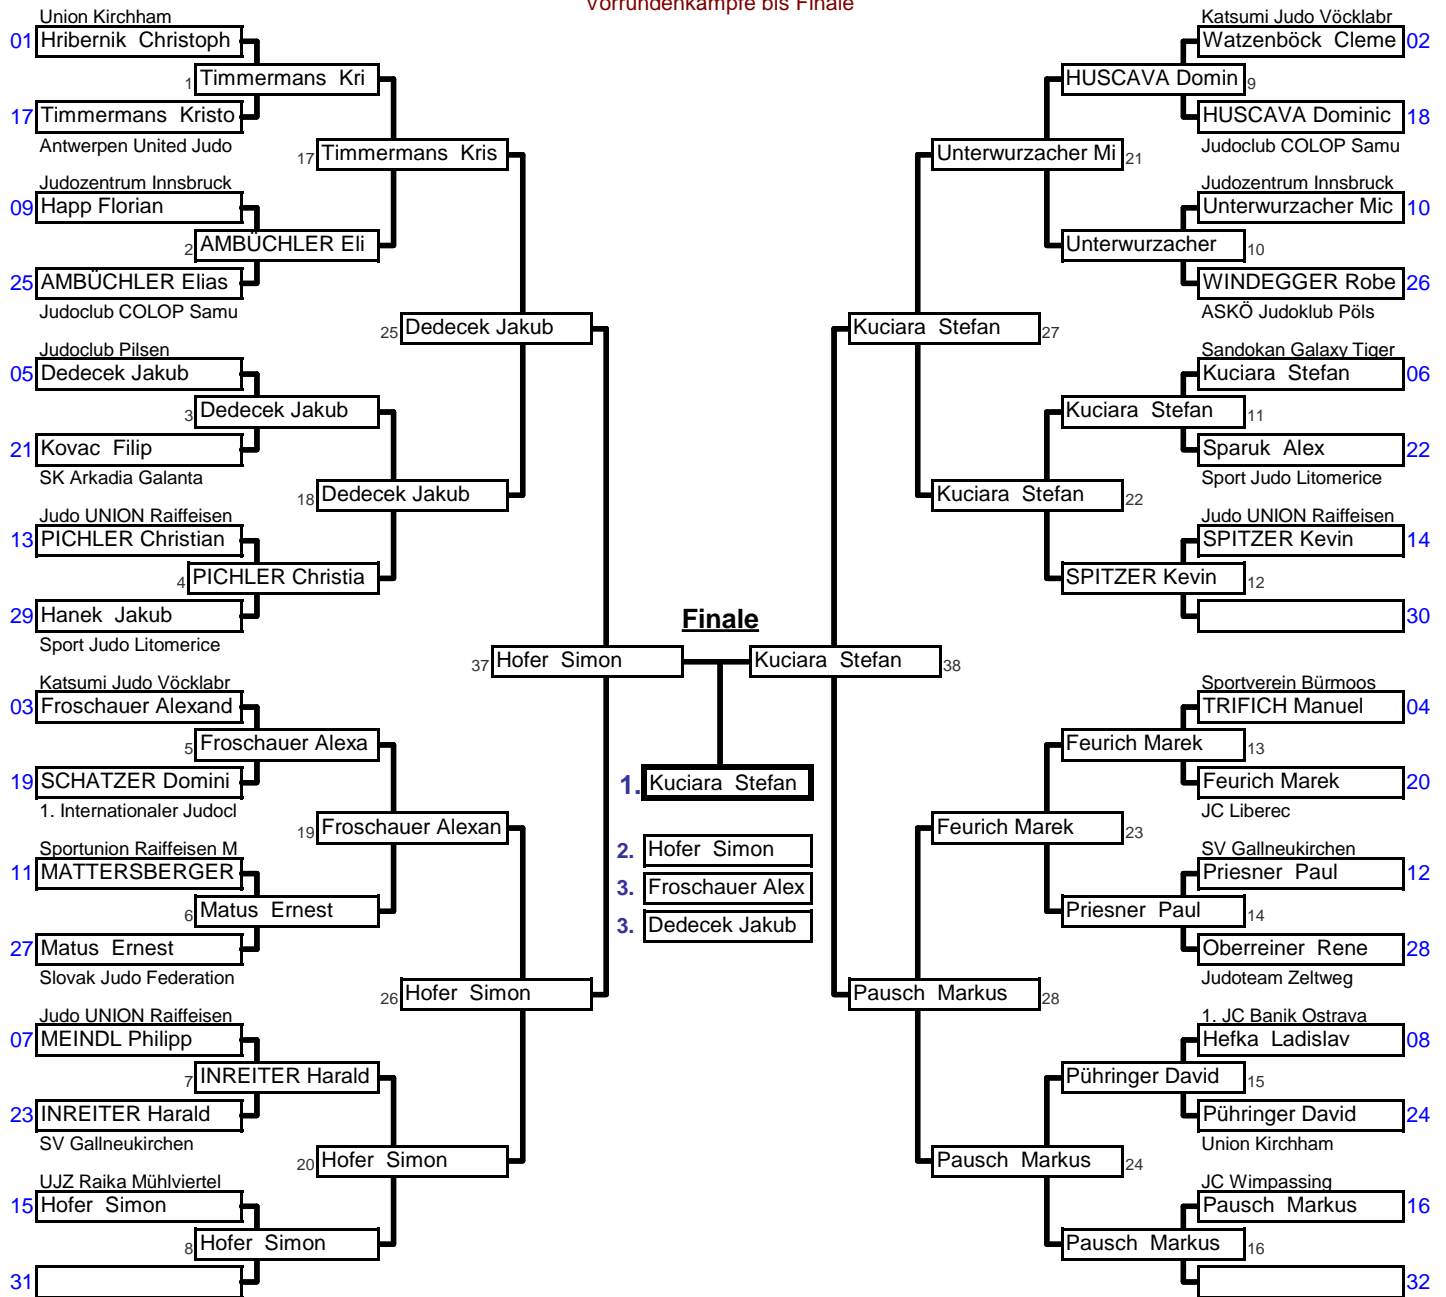 Vorrundenkämpfe bis Finale
Union Kirchham
01 Hribernik Christoph
1 Timmermans Kri
17 Timmermans Kristo
Antwerpen United Judo
17 Timmermans Kris
Judozentrum Innsbruck
09 Happ Florian
2 AMBÜCHLER Eli
25 AMBÜCHLER Elias
Judoclub COLOP Samu
25 Dedecek Jakub
Judoclub Pilsen
05 Dedecek Jakub
3 Dedecek Jakub
21 Kovac Filip
SK Arkadia Galanta
18 Dedecek Jakub
Judo UNION Raiffeisen
13 PICHLER Christian
4 PICHLER Christia
29 Hanek Jakub
Sport Judo Litomerice
37 Hofer Simon
Katsumi Judo Vöcklabr
03 Froschauer Alexand
5 Froschauer Alexa
19 SCHATZER Domini
1. Internationaler Judocl
19 Froschauer Alexan
Sportunion Raiffeisen M
11 MATTERSBERGER
6 Matus Ernest
27 Matus Ernest
Slovak Judo Federation
26 Hofer Simon
Judo UNION Raiffeisen
07 MEINDL Philipp
7 INREITER Harald
23 INREITER Harald
SV Gallneukirchen
20 Hofer Simon
UJZ Raika Mühlviertel
15 Hofer Simon
8 Hofer Simon
31
Finale
1. Kuciara Stefan
2. Hofer Simon
3. Froschauer Alex
3. Dedecek Jakub
Katsumi Judo Vöcklabr
Watzenböck Cleme 02
HUSCAVA Domin 9
HUSCAVA Dominic 18
Judoclub COLOP Samu
Unterwurzacher Mi 21
Judozentrum Innsbruck
Unterwurzacher Mic 10
Unterwurzacher 10
WINDEGGER Robe 26
ASKÖ Judoklub Pöls
Kuciara Stefan 27
Sandokan Galaxy Tiger
Kuciara Stefan 06
Kuciara Stefan 11
Sparuk Alex 22
Sport Judo Litomerice
Kuciara Stefan 22
Judo UNION Raiffeisen
SPITZER Kevin 14
SPITZER Kevin 12
30
Kuciara Stefan 38
Sportverein Bürmoos
TRIFICH Manuel 04
Feurich Marek 13
Feurich Marek 20
JC Liberec
Feurich Marek 23
SV Gallneukirchen
Priesner Paul 12
Priesner Paul 14
Oberreiner Rene 28
Judoteam Zeltweg
Pausch Markus 28
1. JC Banik Ostrava
Hefka Ladislav 08
Pühringer David 15
Pühringer David 24
Union Kirchham
Pausch Markus 24
JC Wimpassing
Pausch Markus 16
Pausch Markus 16
32